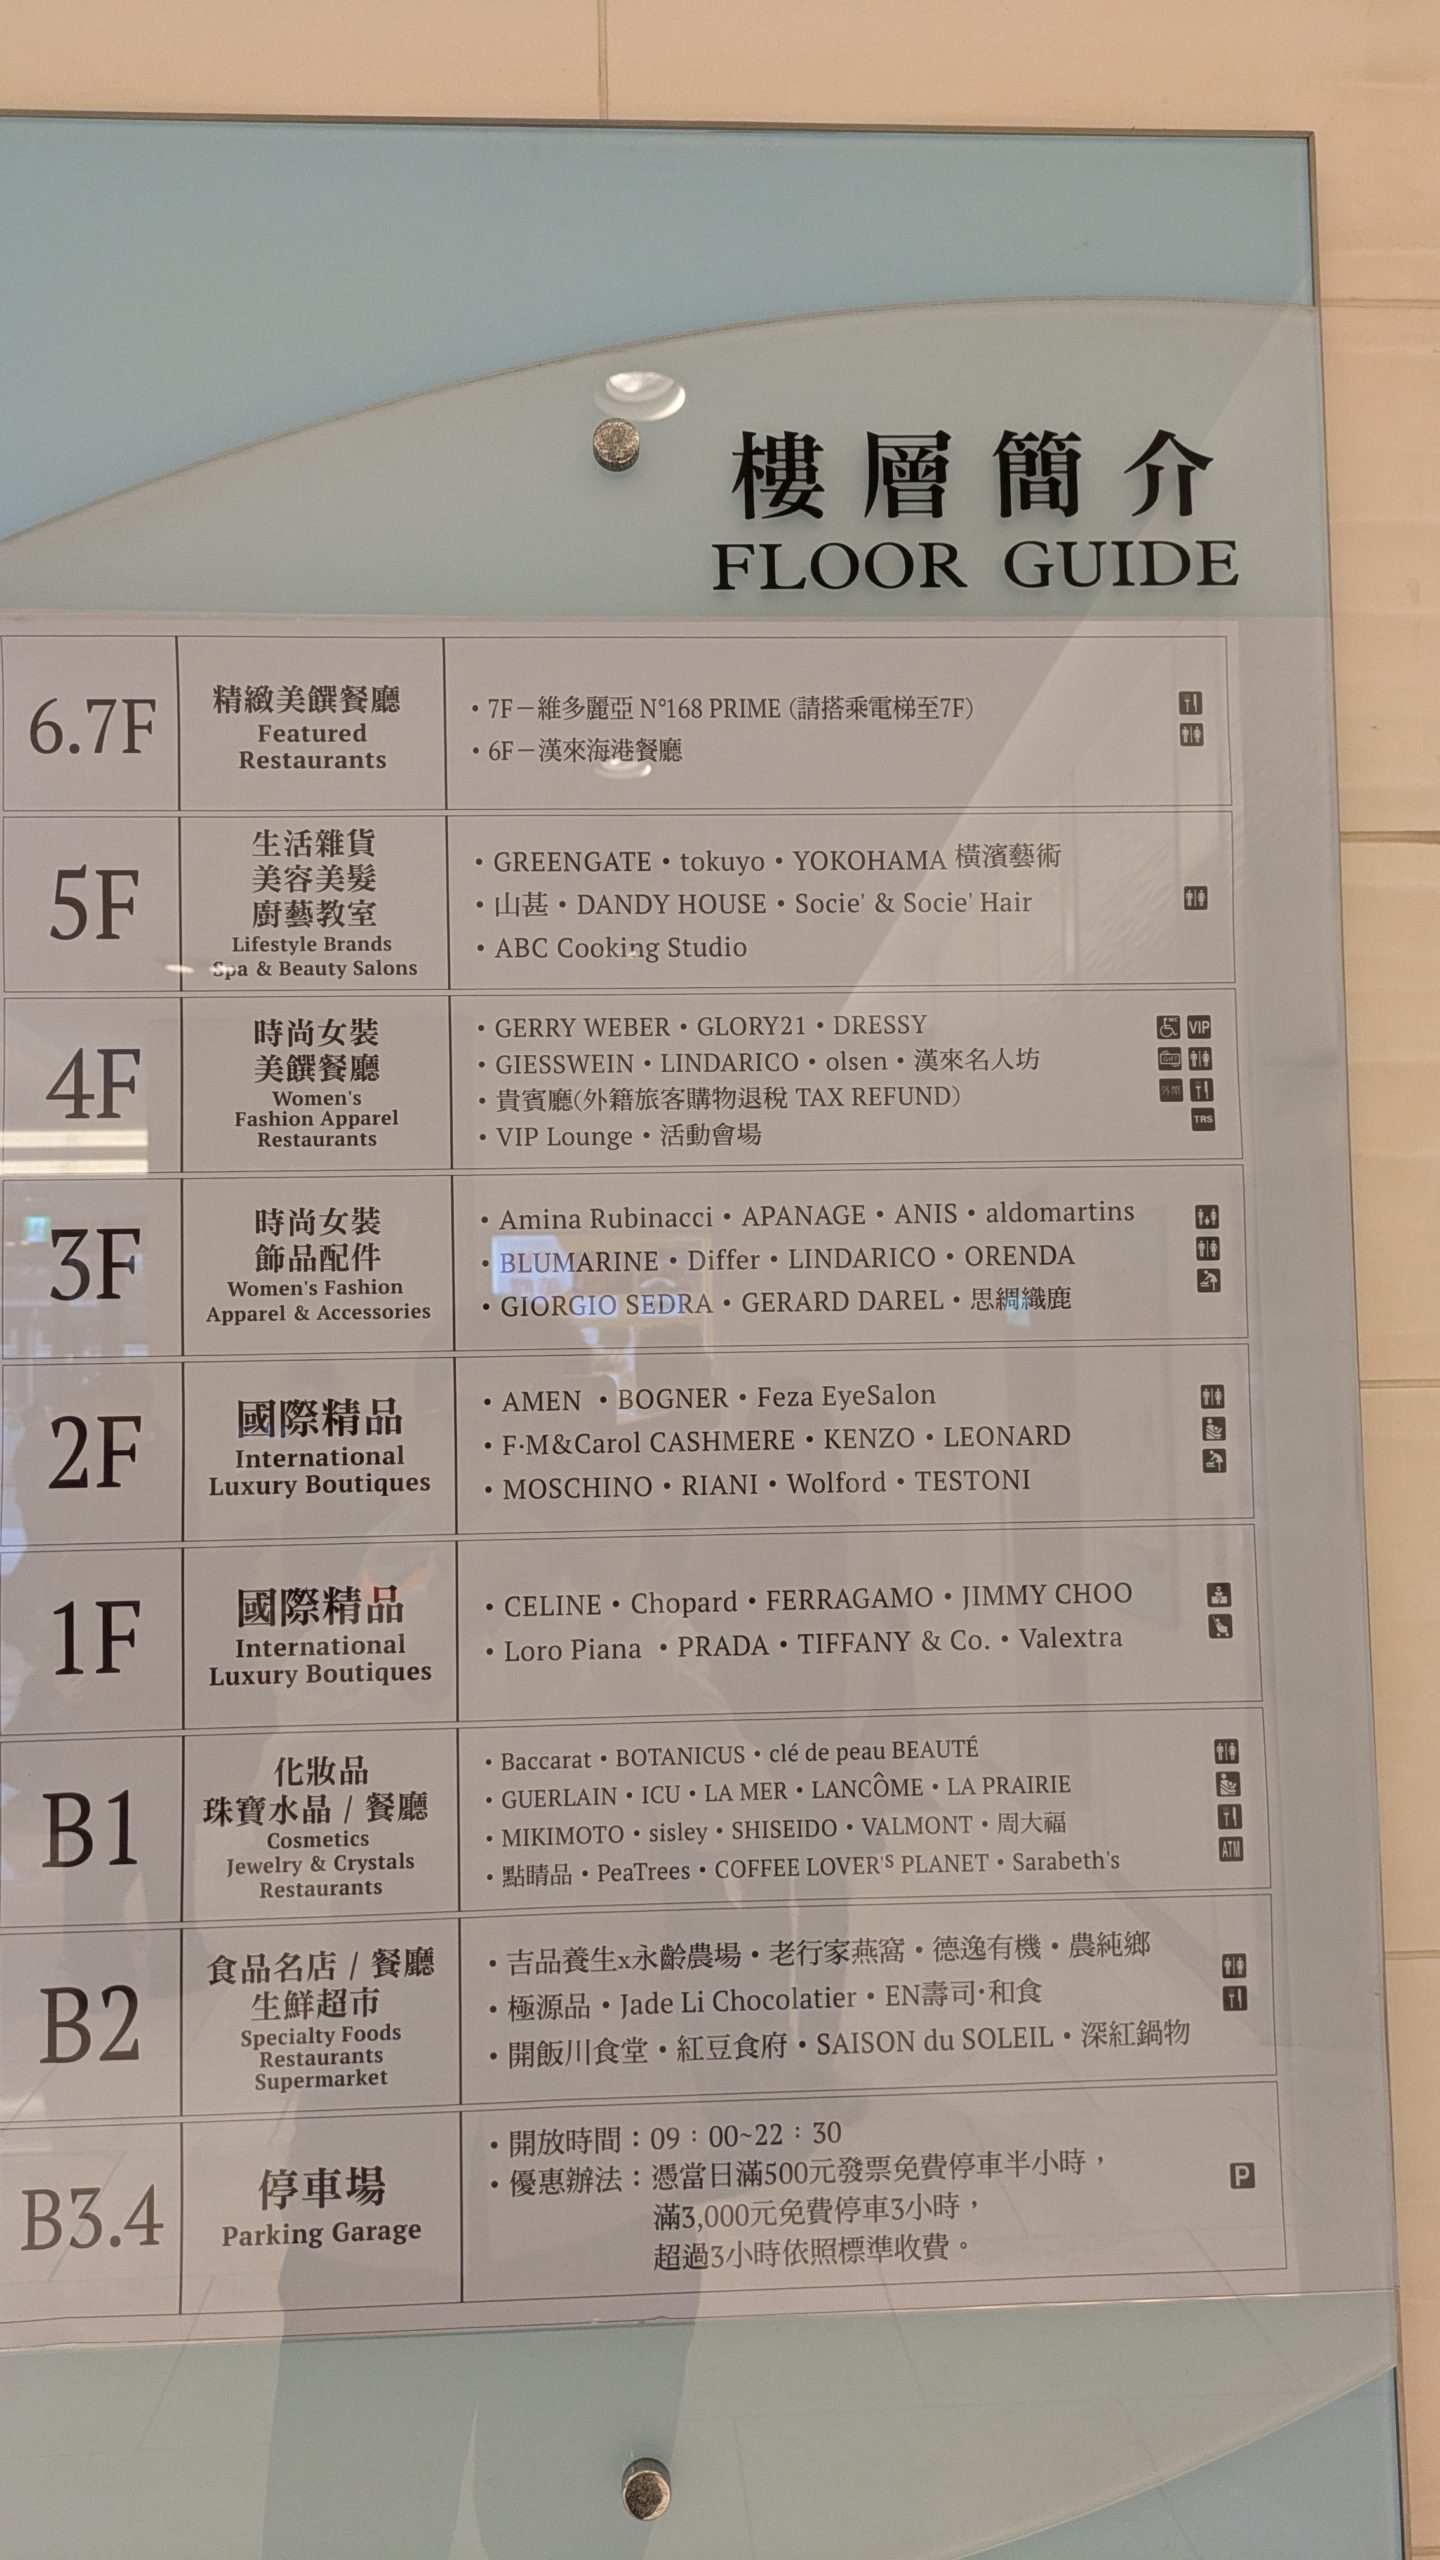 樓層簡介
FLOOR GUIDE
6.7F
精緻美饌餐廳
Featured
Restaurants
・7F－維多麗亞 N°168 PRIME (請搭乘電梯至7F)
・6F－漢來海港餐廳
5F
生活雜貨
美容美髮
廚藝教室
Lifestyle Brands
Spa & Beauty Salons
・GREENGATE・tokuyo・YOKOHAMA 橫濱藝術
・山甚・DANDY HOUSE・Socie' & Socie' Hair
・ABC Cooking Studio
4F
時尚女裝
美饌餐廳
Women's
Fashion Apparel
Restaurants
・GERRY WEBER・GLORY21・DRESSY
・GIESSWEIN・LINDARICO・olsen・漢來名人坊
・貴賓廳(外籍旅客購物退稅 TAX REFUND)
・VIP Lounge・活動會場
WC
VIP
GIFT
外幣
TRS
3F
時尚女裝
飾品配件
Women's Fashion
Apparel & Accessories
・Amina Rubinacci・APANAGE・ANIS・aldomartins
・BLUMARINE・Differ・LINDARICO・ORENDA
・GIORGIO SEDRA・GERARD DAREL・思綢織鹿
2F
國際精品
International
Luxury Boutiques
・AMEN ・BOGNER・Feza EyeSalon
・F·M&Carol CASHMERE・KENZO・LEONARD
・MOSCHINO・RIANI・Wolford・TESTONI
1F
國際精品
International
Luxury Boutiques
・CELINE・Chopard・FERRAGAMO・JIMMY CHOO
・Loro Piana ・PRADA・TIFFANY & Co.・Valextra
B1
化妝品
珠寶水晶 / 餐廳
Cosmetics
Jewelry & Crystals
Restaurants
・Baccarat・BOTANICUS・clé de peau BEAUTÉ
・GUERLAIN・ICU・LA MER・LANCÔME・LA PRAIRIE
・MIKIMOTO・sisley・SHISEIDO・VALMONT・周大福
・點睛品・PeaTrees・COFFEE LOVER's PLANET・Sarabeth's
ATM
B2
食品名店 / 餐廳
生鮮超市
Specialty Foods
Restaurants
Supermarket
・吉品養生x永齡農場・老行家燕窩・德逸有機・農純鄉
・極源品・Jade Li Chocolatier・EN壽司·和食
・開飯川食堂・紅豆食府・SAISON du SOLEIL・深紅鍋物
B3.4
停車場
Parking Garage
・開放時間：09：00~22：30
・優惠辦法：憑當日滿500元發票免費停車半小時，
滿3,000元免費停車3小時，
超過3小時依照標準收費。
P